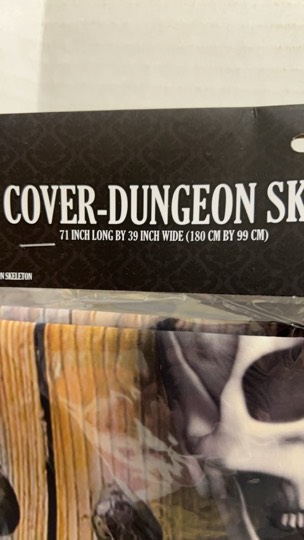 COVER-DUNGEON SK
71 INCH LONG BY 39 INCH WIDE (180 CM BY 99 CM)
N SKELETON